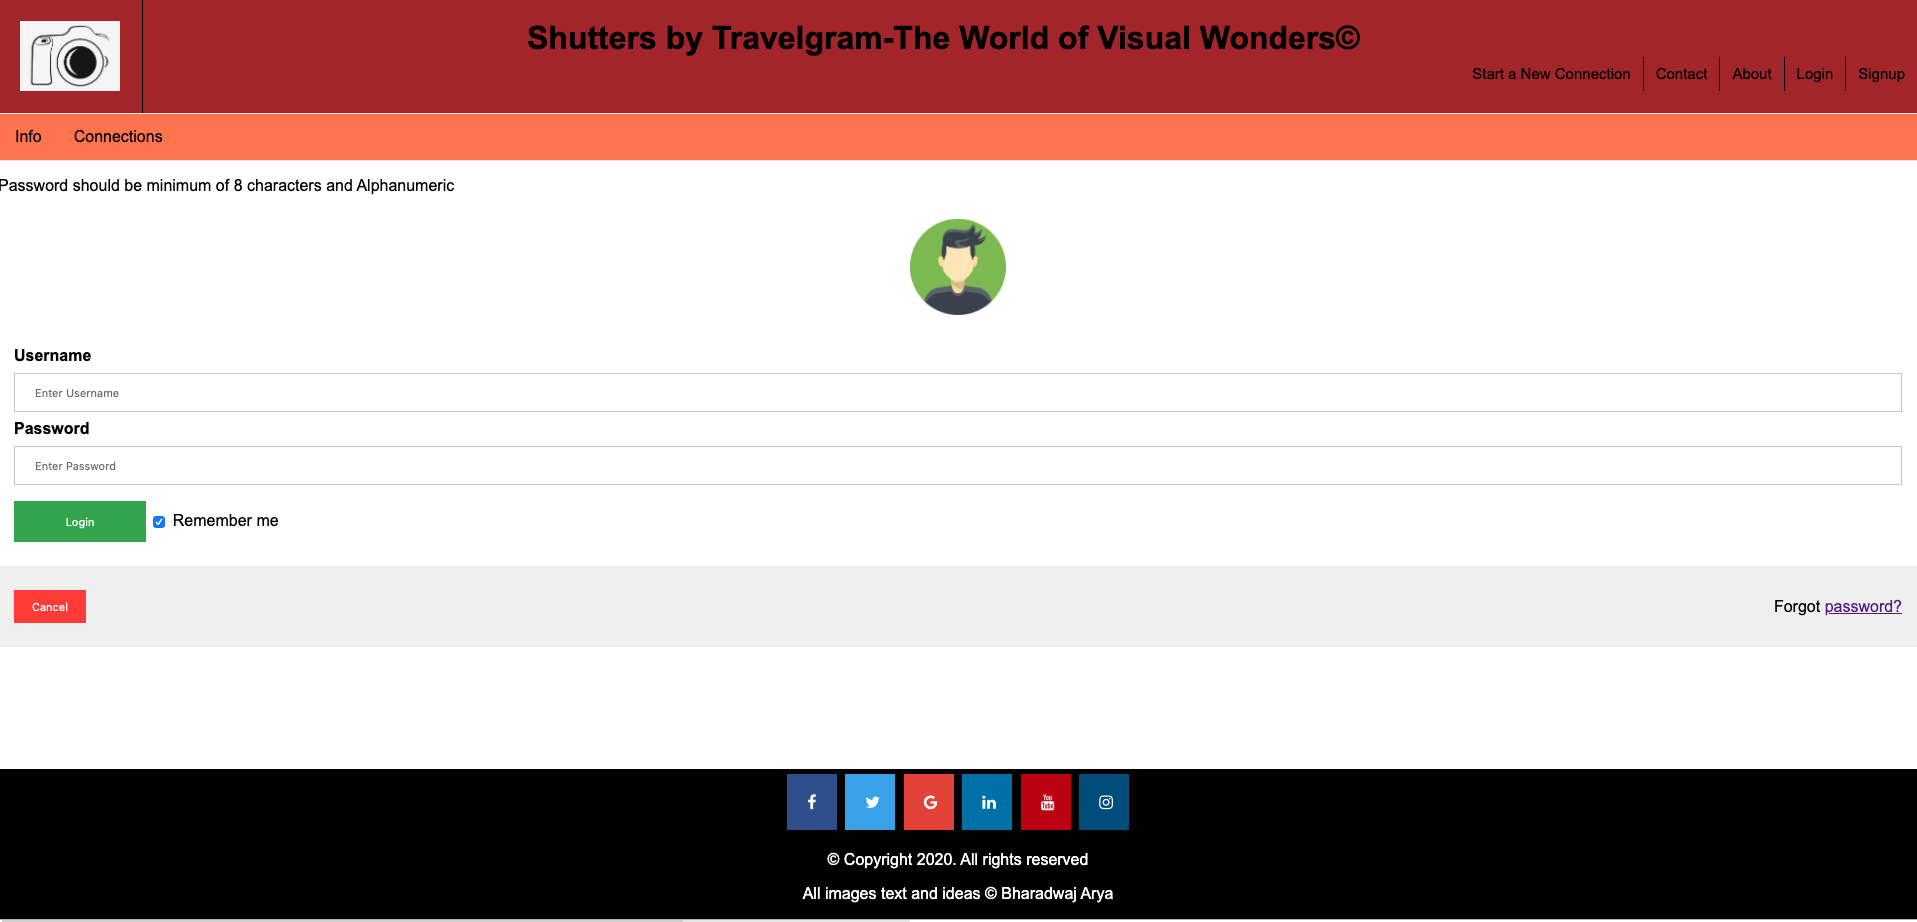 Shutters by Travelgram-The World of Visual Wonders©
Start a New Connection Contact About Login Signup
Info Connections
Password should be minimum of 8 characters and Alphanumeric
Username
Enter Username
Password
Enter Password
Login Remember me
Cancel Forgot password?
You Tube
© Copyright 2020. All rights reserved
All images text and ideas © Bharadwaj Arya